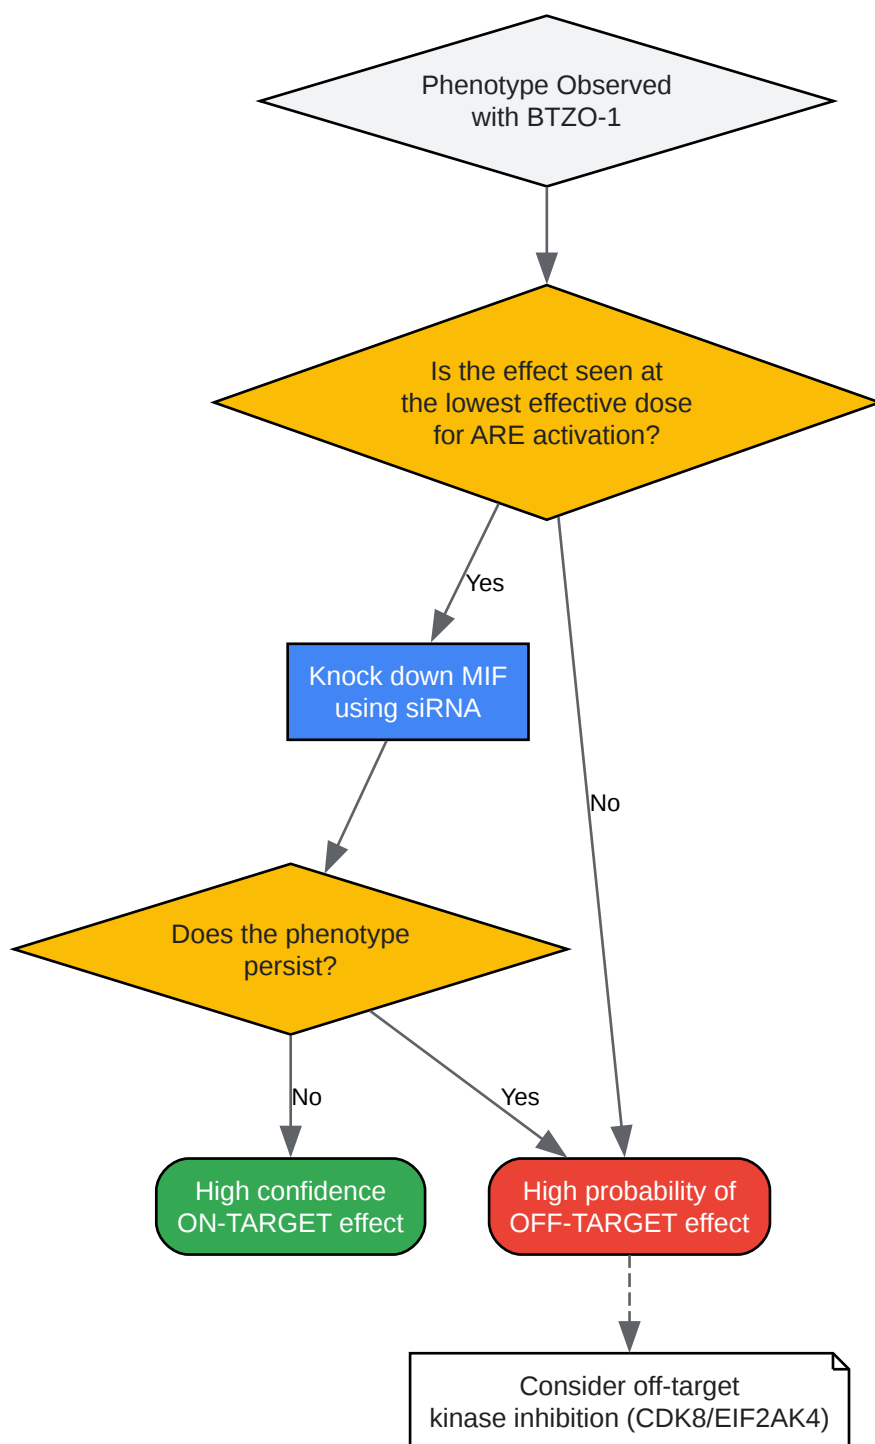 Phenotype Observed
with BTZO-1
Is the effect seen at
the lowest effective dose
for ARE activation?
Yes
Knock down MIF
using siRNA
No
Does the phenotype
persist?
No
Yes
High confidence
ON-TARGET effect
High probability of
OFF-TARGET effect
Consider off-target
kinase inhibition (CDK8/EIF2AK4)